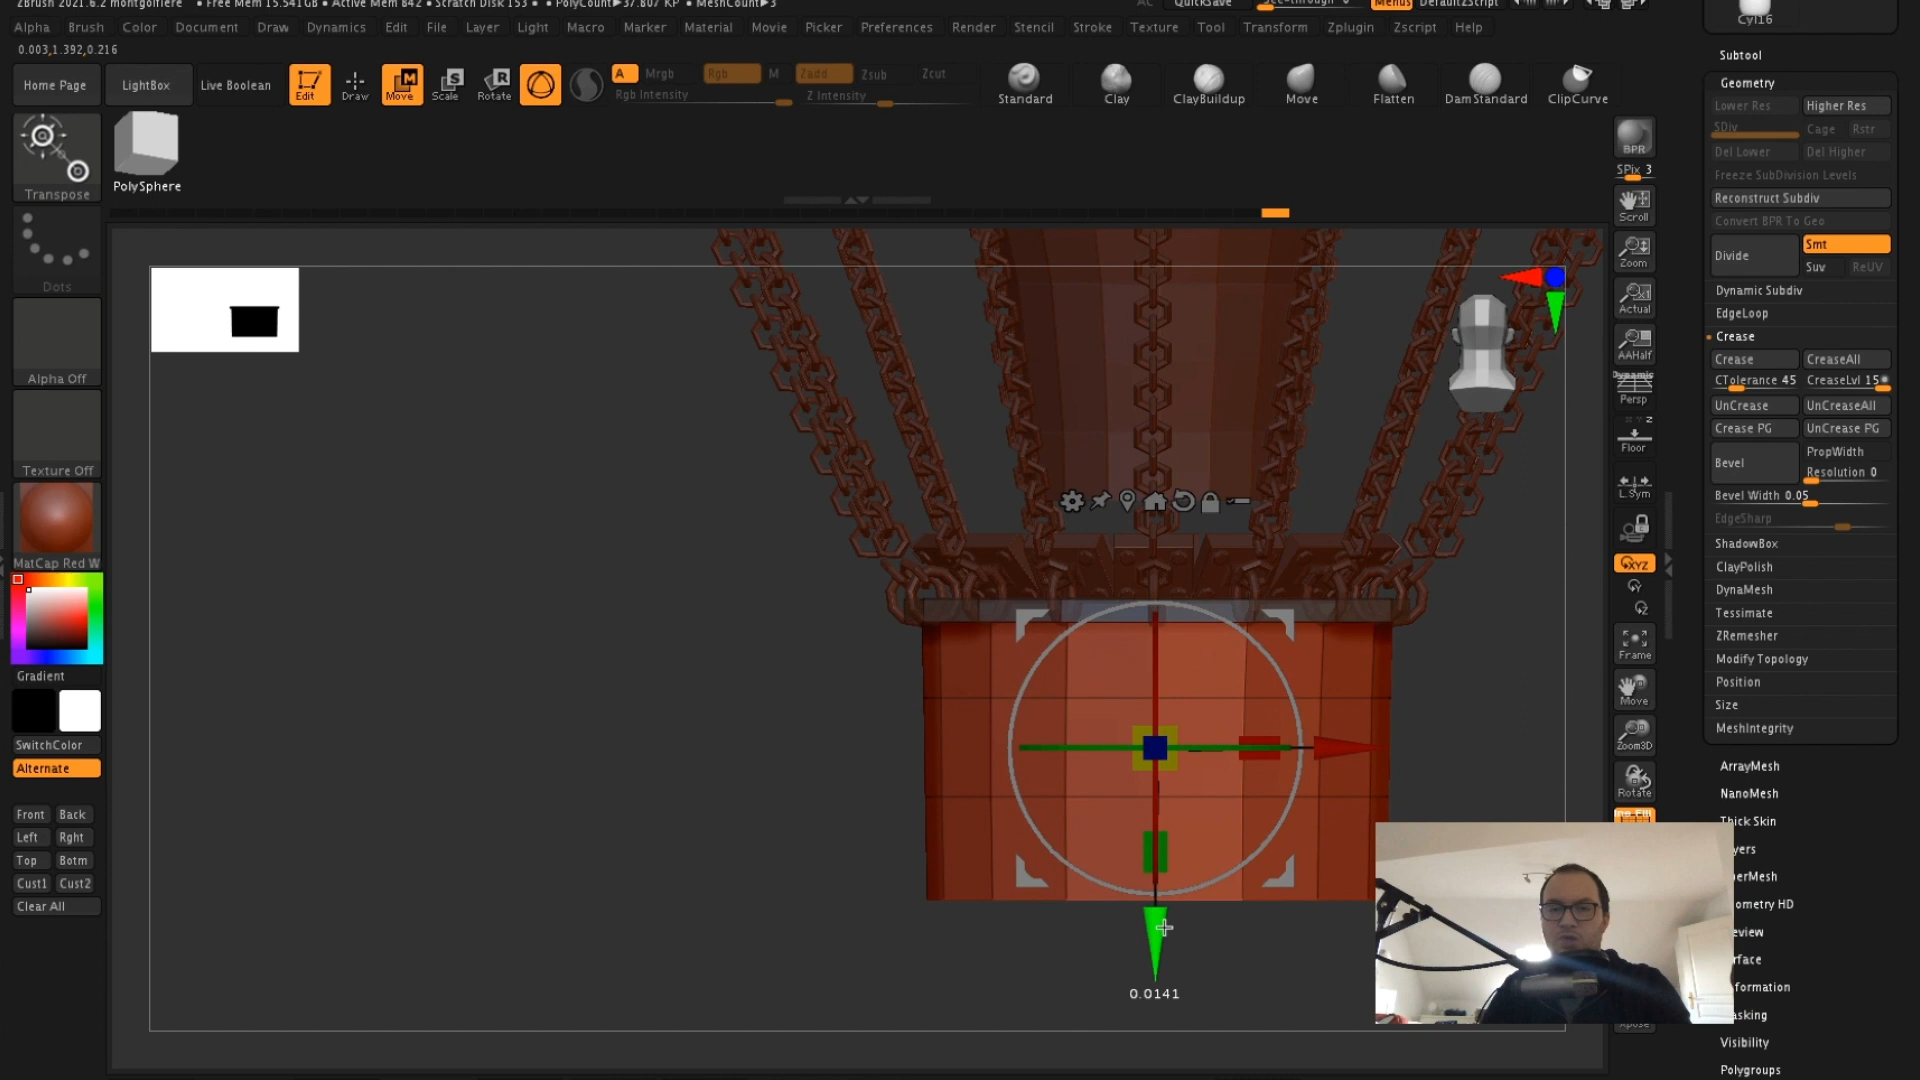 ZBrush 2021.6.2 montgolfiere • Free Mem 15.541GB • Active Mem 842 • Scratch Disk 153 • • PolyCount▶37.807 KP • MeshCount▶3
AC QuickSave See-through 0 Menus DefaultZScript
Alpha Brush Color Document Draw Dynamics Edit File Layer Light Macro Marker Material Movie Picker Preferences Render Stencil Stroke Texture Tool Transform Zplugin Zscript Help
0.003,1.392,0.216
Home Page LightBox Live Boolean Edit Draw Move Scale Rotate
A Mrgb Rgb M Zadd Zsub Zcut
Rgb Intensity Z Intensity
Standard Clay ClayBuildup Move Flatten DamStandard ClipCurve
Transpose
PolySphere
Dots
Alpha Off
Texture Off
MatCap Red W
Gradient
SwitchColor
Alternate
Front Back
Left Rght
Top Botm
Cust1 Cust2
Clear All
0.0141
BPR
SPix 3
Scroll
Zoom
Actual
AAHalf
Dynamic
Persp
Floor
L.Sym
XYZ
Frame
Move
Zoom3D
Rotate
Cyl16
Subtool
Geometry
Lower Res Higher Res
SDiv Cage Rstr
Del Lower Del Higher
Freeze SubDivision Levels
Reconstruct Subdiv
Convert BPR To Geo
Divide Smt
Suv ReUV
Dynamic Subdiv
EdgeLoop
Crease
Crease CreaseAll
CTolerance 45 CreaseLvl 15
UnCrease UnCreaseAll
Crease PG UnCrease PG
Bevel PropWidth
Resolution 0
Bevel Width 0.05
EdgeSharp
ShadowBox
ClayPolish
DynaMesh
Tessimate
ZRemesher
Modify Topology
Position
Size
MeshIntegrity
ArrayMesh
NanoMesh
Thick Skin
yers
erMesh
ometry HD
eview
rface
formation
asking
Visibility
Polygroups